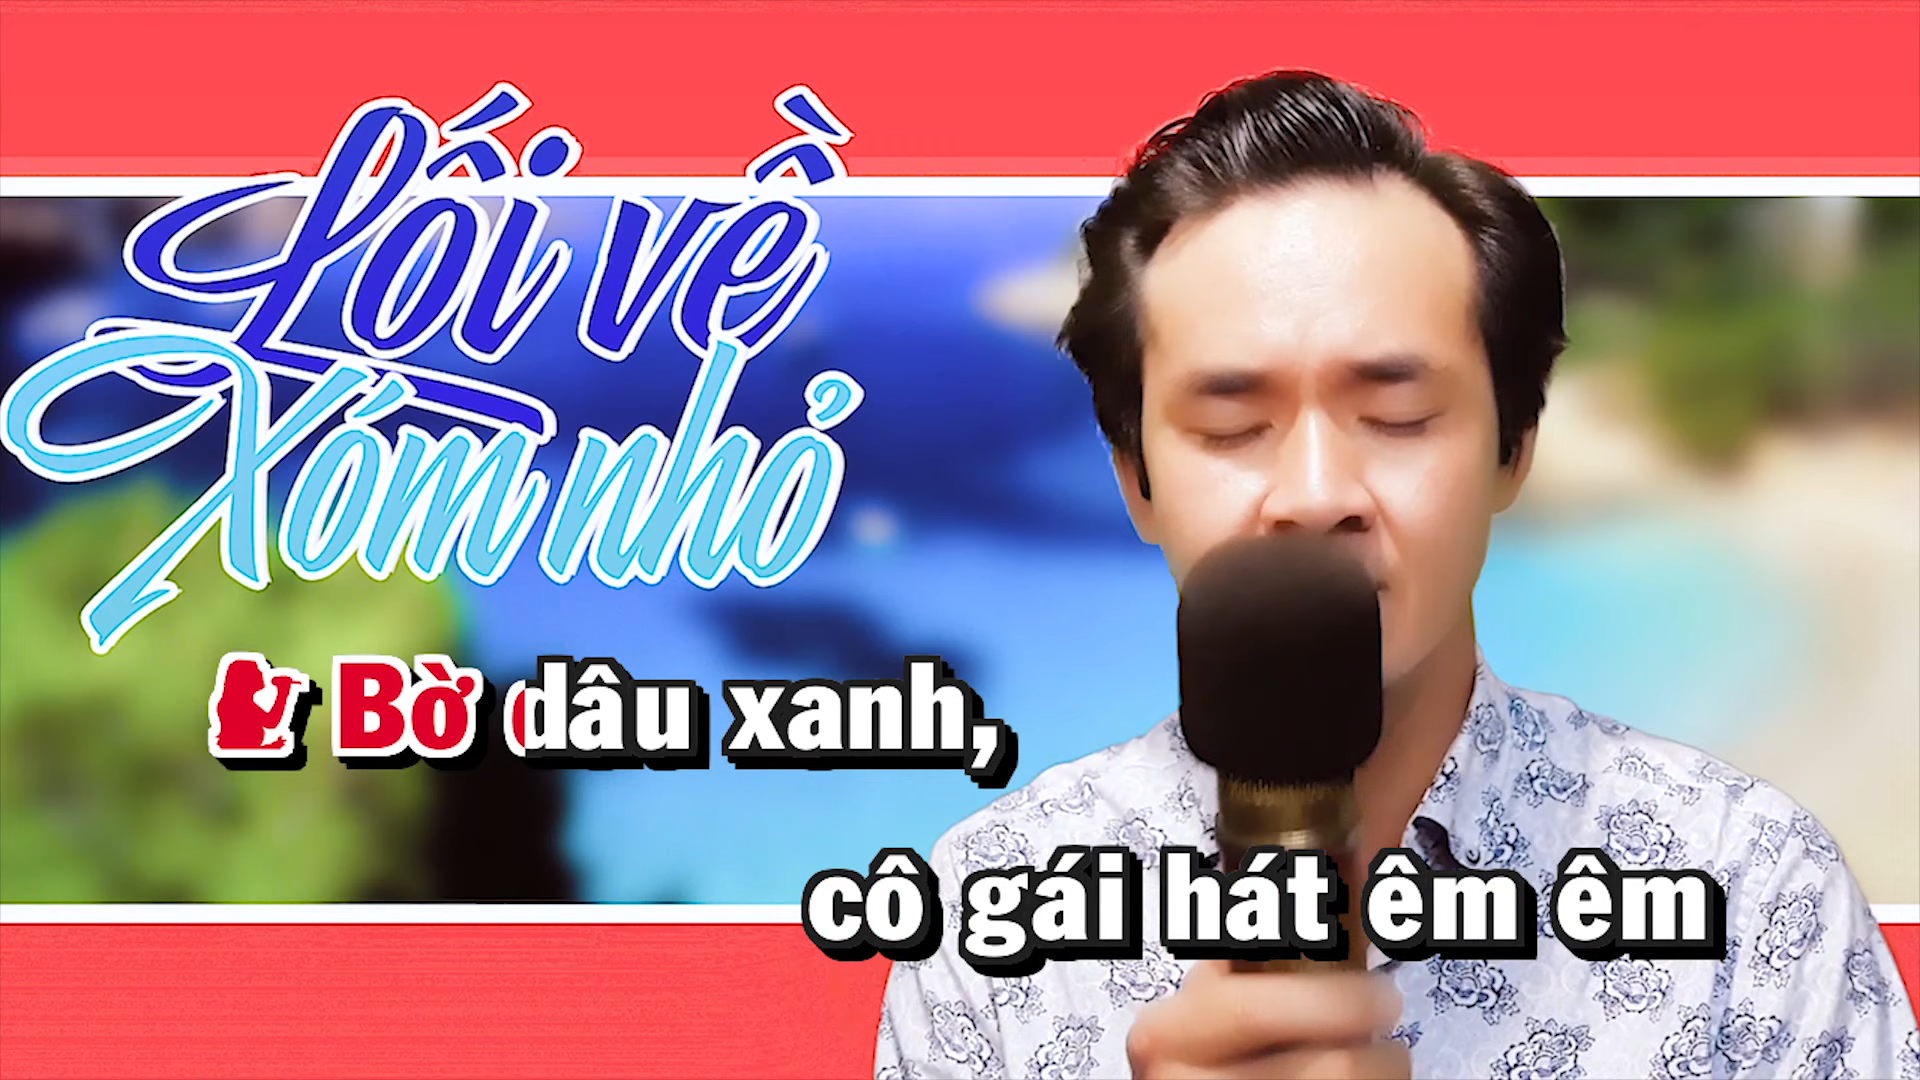 Lối về
Xóm nhỏ
Bờ dâu xanh,
cô gái hát êm êm